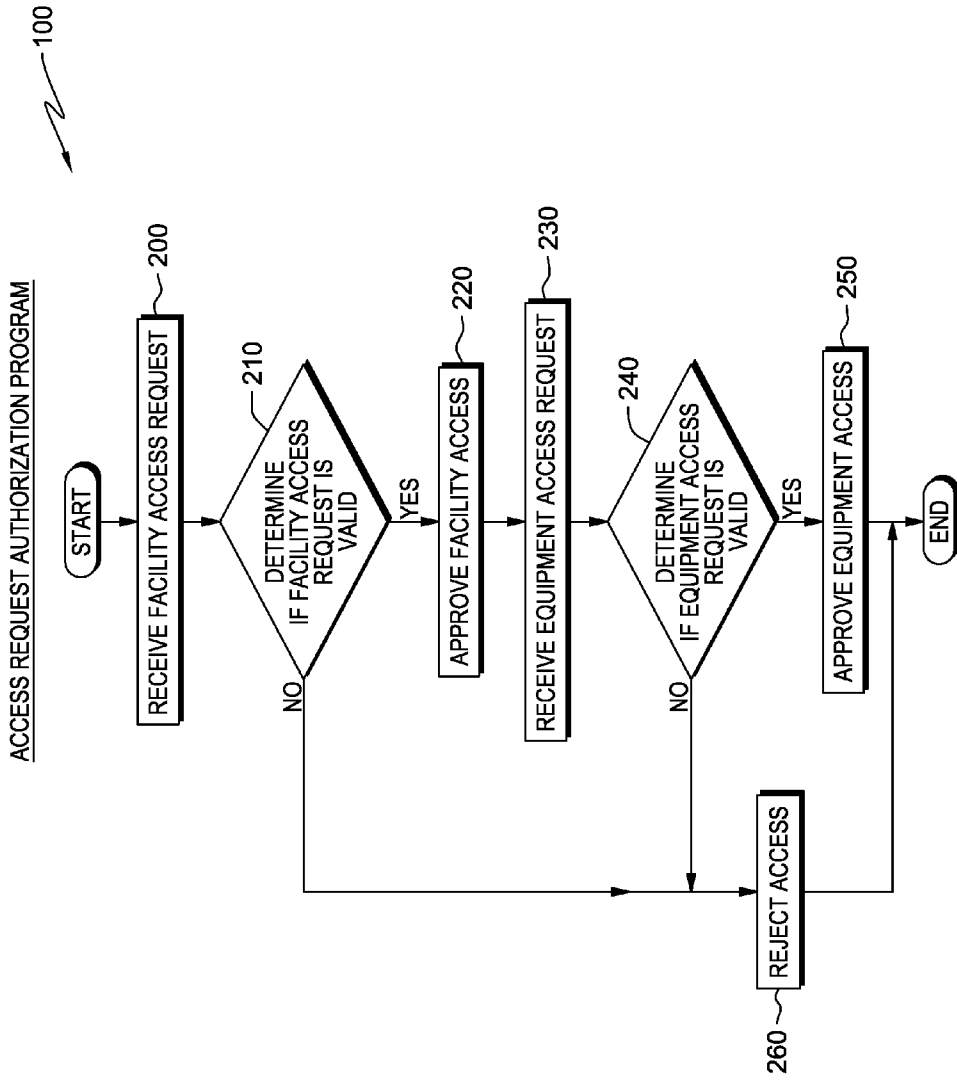 ACCESS REQUEST AUTHORIZATION PROGRAM
100
START
RECEIVE FACILITY ACCESS REQUEST
200
DETERMINE
IF FACILITY ACCESS
REQUEST IS
VALID
210
NO
YES
APPROVE FACILITY ACCESS
220
RECEIVE EQUIPMENT ACCESS REQUEST
230
DETERMINE
IF EQUIPMENT ACCESS
REQUEST IS
VALID
240
NO
YES
REJECT ACCESS
260
APPROVE EQUIPMENT ACCESS
250
END